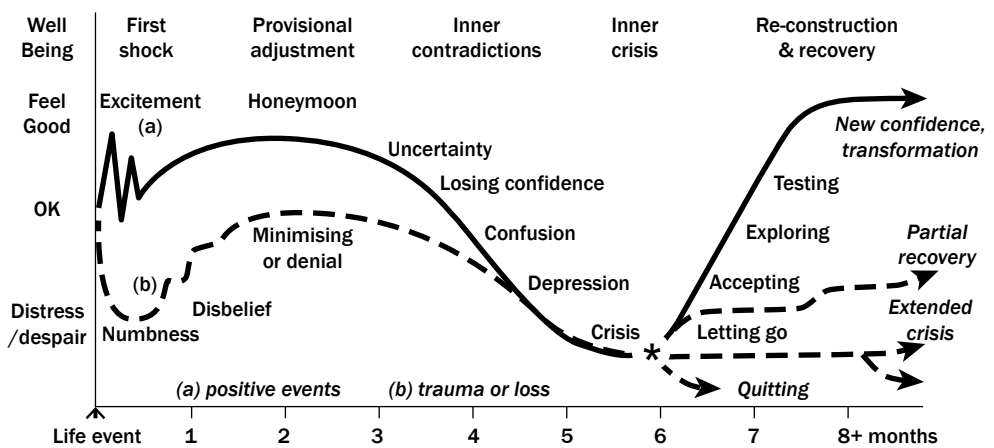 Well
Being
First
shock
Provisional
adjustment
Inner
contradictions
Inner
crisis
Re-construction
& recovery
Feel
Good
Excitement
(a)
Honeymoon
New confidence,
transformation
Uncertainty
Losing confidence
Testing
OK
Minimising
or denial
Confusion
Exploring
Partial
recovery
(b)
Disbelief
Depression
Accepting
Distress
/despair
Numbness
Crisis
*
Letting go
Extended
crisis
(a) positive events
(b) trauma or loss
Quitting
Life event
1
2
3
4
5
6
7
8+ months